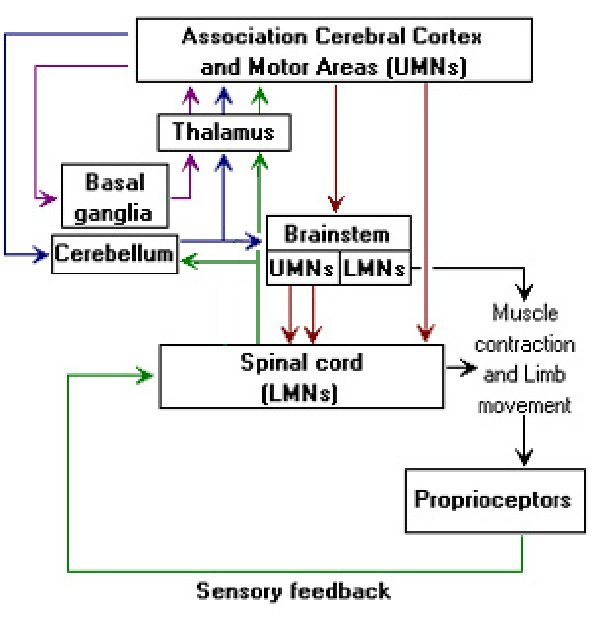 Association Cerebral Cortex
and Motor Areas (UMNs)
Thalamus
Basal
ganglia
Cerebellum
Brainstem
UMNs LMNs
Muscle
contraction
and Limb
movement
Spinal cord
(LMNs)
Proprioceptors
Sensory feedback